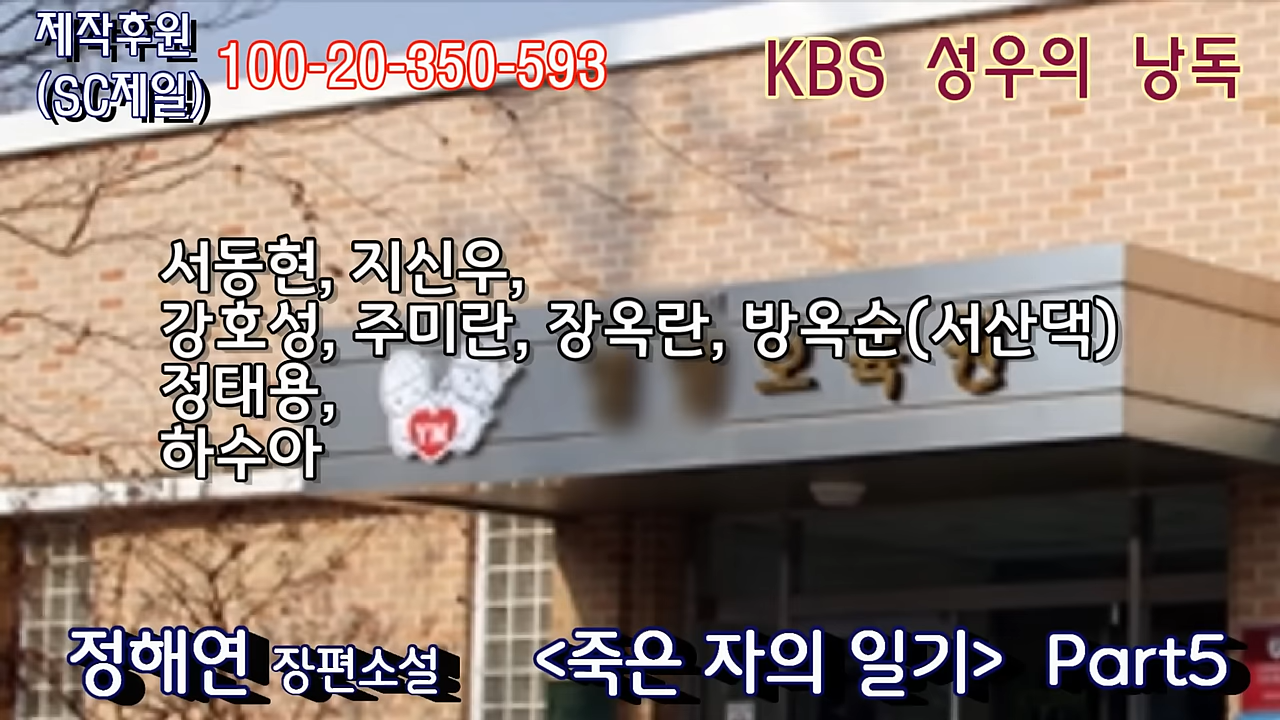 제작후원
(SC제일)
100-20-350-593
KBS 성우의 낭독
서동현, 지신우,
강호성, 주미란, 장옥란, 방옥순(서산댁)
정태용,
하수아
보육원
정해연 장편소설 <죽은 자의 일기> Part5